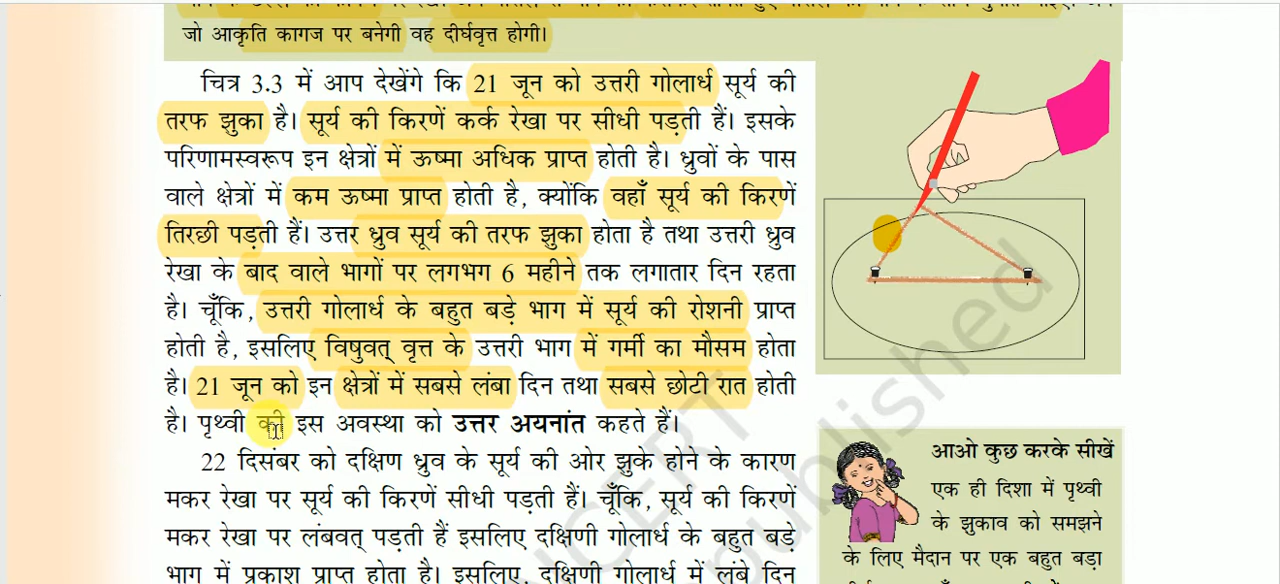 जो आकृति कागज पर बनेगी वह दीर्घवृत्त होगी।
चित्र 3.3 में आप देखेंगे कि 21 जून को उत्तरी गोलार्ध सूर्य की
तरफ झुका है। सूर्य की किरणें कर्क रेखा पर सीधी पड़ती हैं। इसके
परिणामस्वरूप इन क्षेत्रों में ऊष्मा अधिक प्राप्त होती है। ध्रुवों के पास
वाले क्षेत्रों में कम ऊष्मा प्राप्त होती है, क्योंकि वहाँ सूर्य की किरणें
तिरछी पड़ती हैं। उत्तर ध्रुव सूर्य की तरफ झुका होता है तथा उत्तरी ध्रुव
रेखा के बाद वाले भागों पर लगभग 6 महीने तक लगातार दिन रहता
है। चूँकि, उत्तरी गोलार्ध के बहुत बड़े भाग में सूर्य की रोशनी प्राप्त
होती है, इसलिए विषुवत् वृत्त के उत्तरी भाग में गर्मी का मौसम होता
है। 21 जून को इन क्षेत्रों में सबसे लंबा दिन तथा सबसे छोटी रात होती
है। पृथ्वी की इस अवस्था को उत्तर अयनांत कहते हैं।
22 दिसंबर को दक्षिण ध्रुव के सूर्य की ओर झुके होने के कारण
मकर रेखा पर सूर्य की किरणें सीधी पड़ती हैं। चूँकि, सूर्य की किरणें
मकर रेखा पर लंबवत् पड़ती हैं इसलिए दक्षिणी गोलार्ध के बहुत बड़े
भाग में प्रकाश प्राप्त होता है। इसलिए, दक्षिणी गोलार्ध में लंबे दिन
आओ कुछ करके सीखें
एक ही दिशा में पृथ्वी
के झुकाव को समझने
के लिए मैदान पर एक बहुत बड़ा
NCERT
published